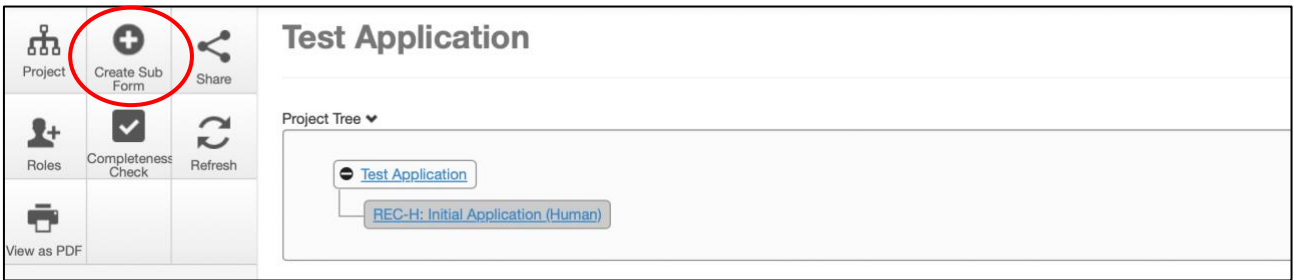 Project
Create Sub
Form
Share
Roles
Completeness
Check
Refresh
View as PDF
Test Application
Project Tree
Test Application
REC-H: Initial Application (Human)